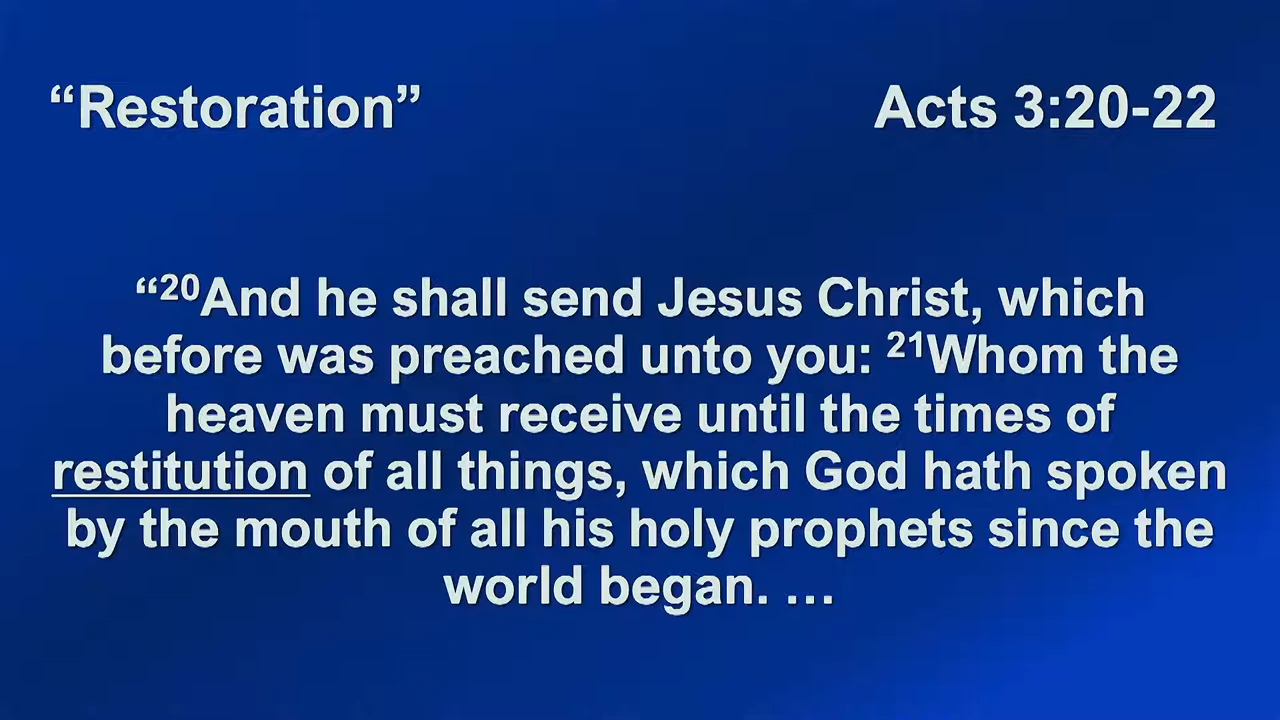 “Restoration” Acts 3:20-22
“20And he shall send Jesus Christ, which
before was preached unto you: 21Whom the
heaven must receive until the times of
restitution of all things, which God hath spoken
by the mouth of all his holy prophets since the
world began. …